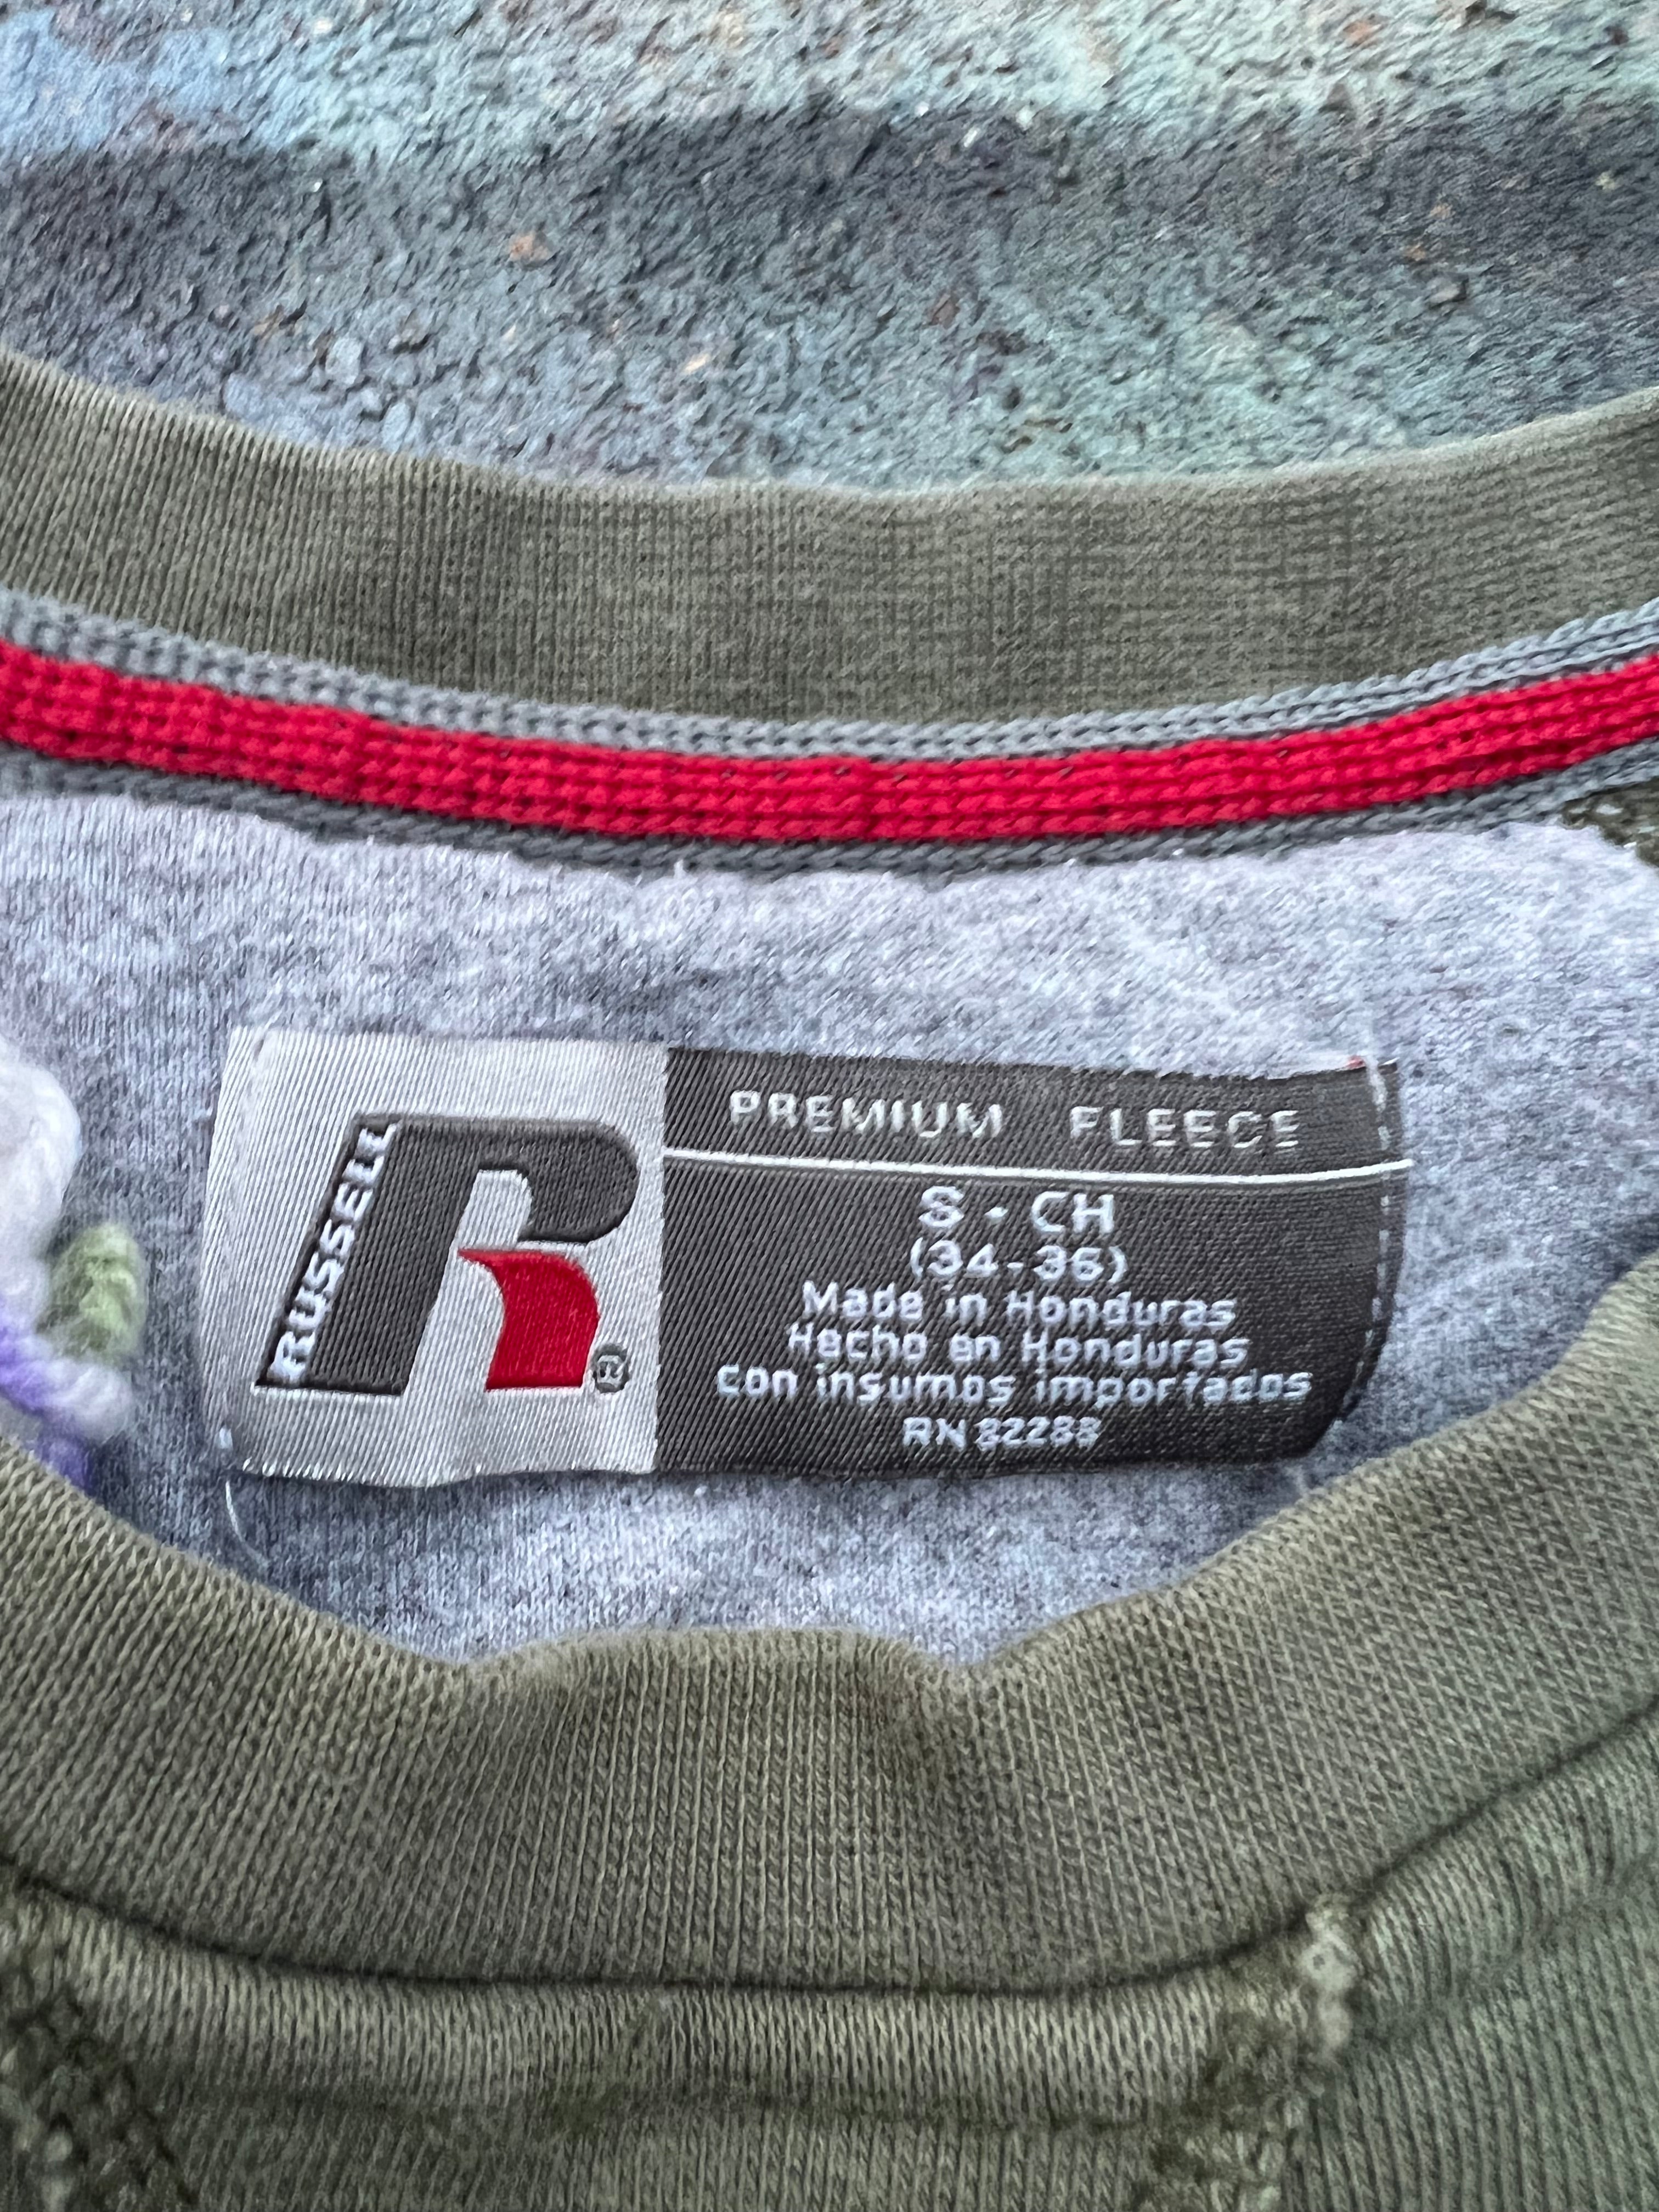 RUSSELL
®
PREMIUM FLEECE
S - CH
(34-36)
Made in Honduras
Hecho en Honduras
con insumos importados
RN 82288